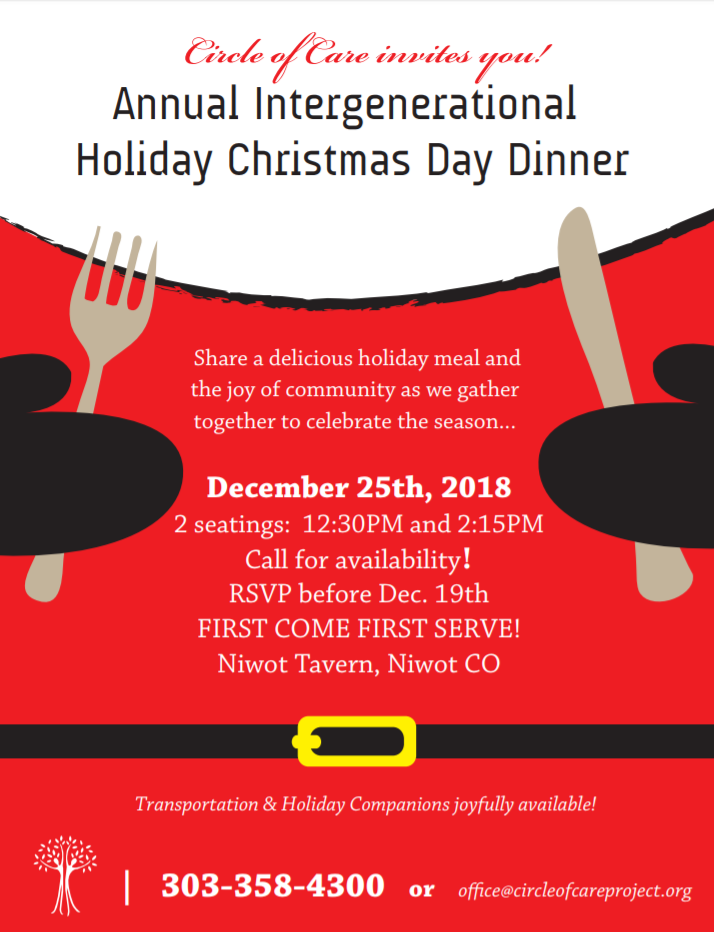 Circle of Care invites you!
Annual Intergenerational
Holiday Christmas Day Dinner
Share a delicious holiday meal and
the joy of community as we gather
together to celebrate the season...
December 25th, 2018
2 seatings: 12:30PM and 2:15PM
Call for availability!
RSVP before Dec. 19th
FIRST COME FIRST SERVE!
Niwot Tavern, Niwot CO
Transportation & Holiday Companions joyfully available!
| 303-358-4300 or office@circleofcareproject.org